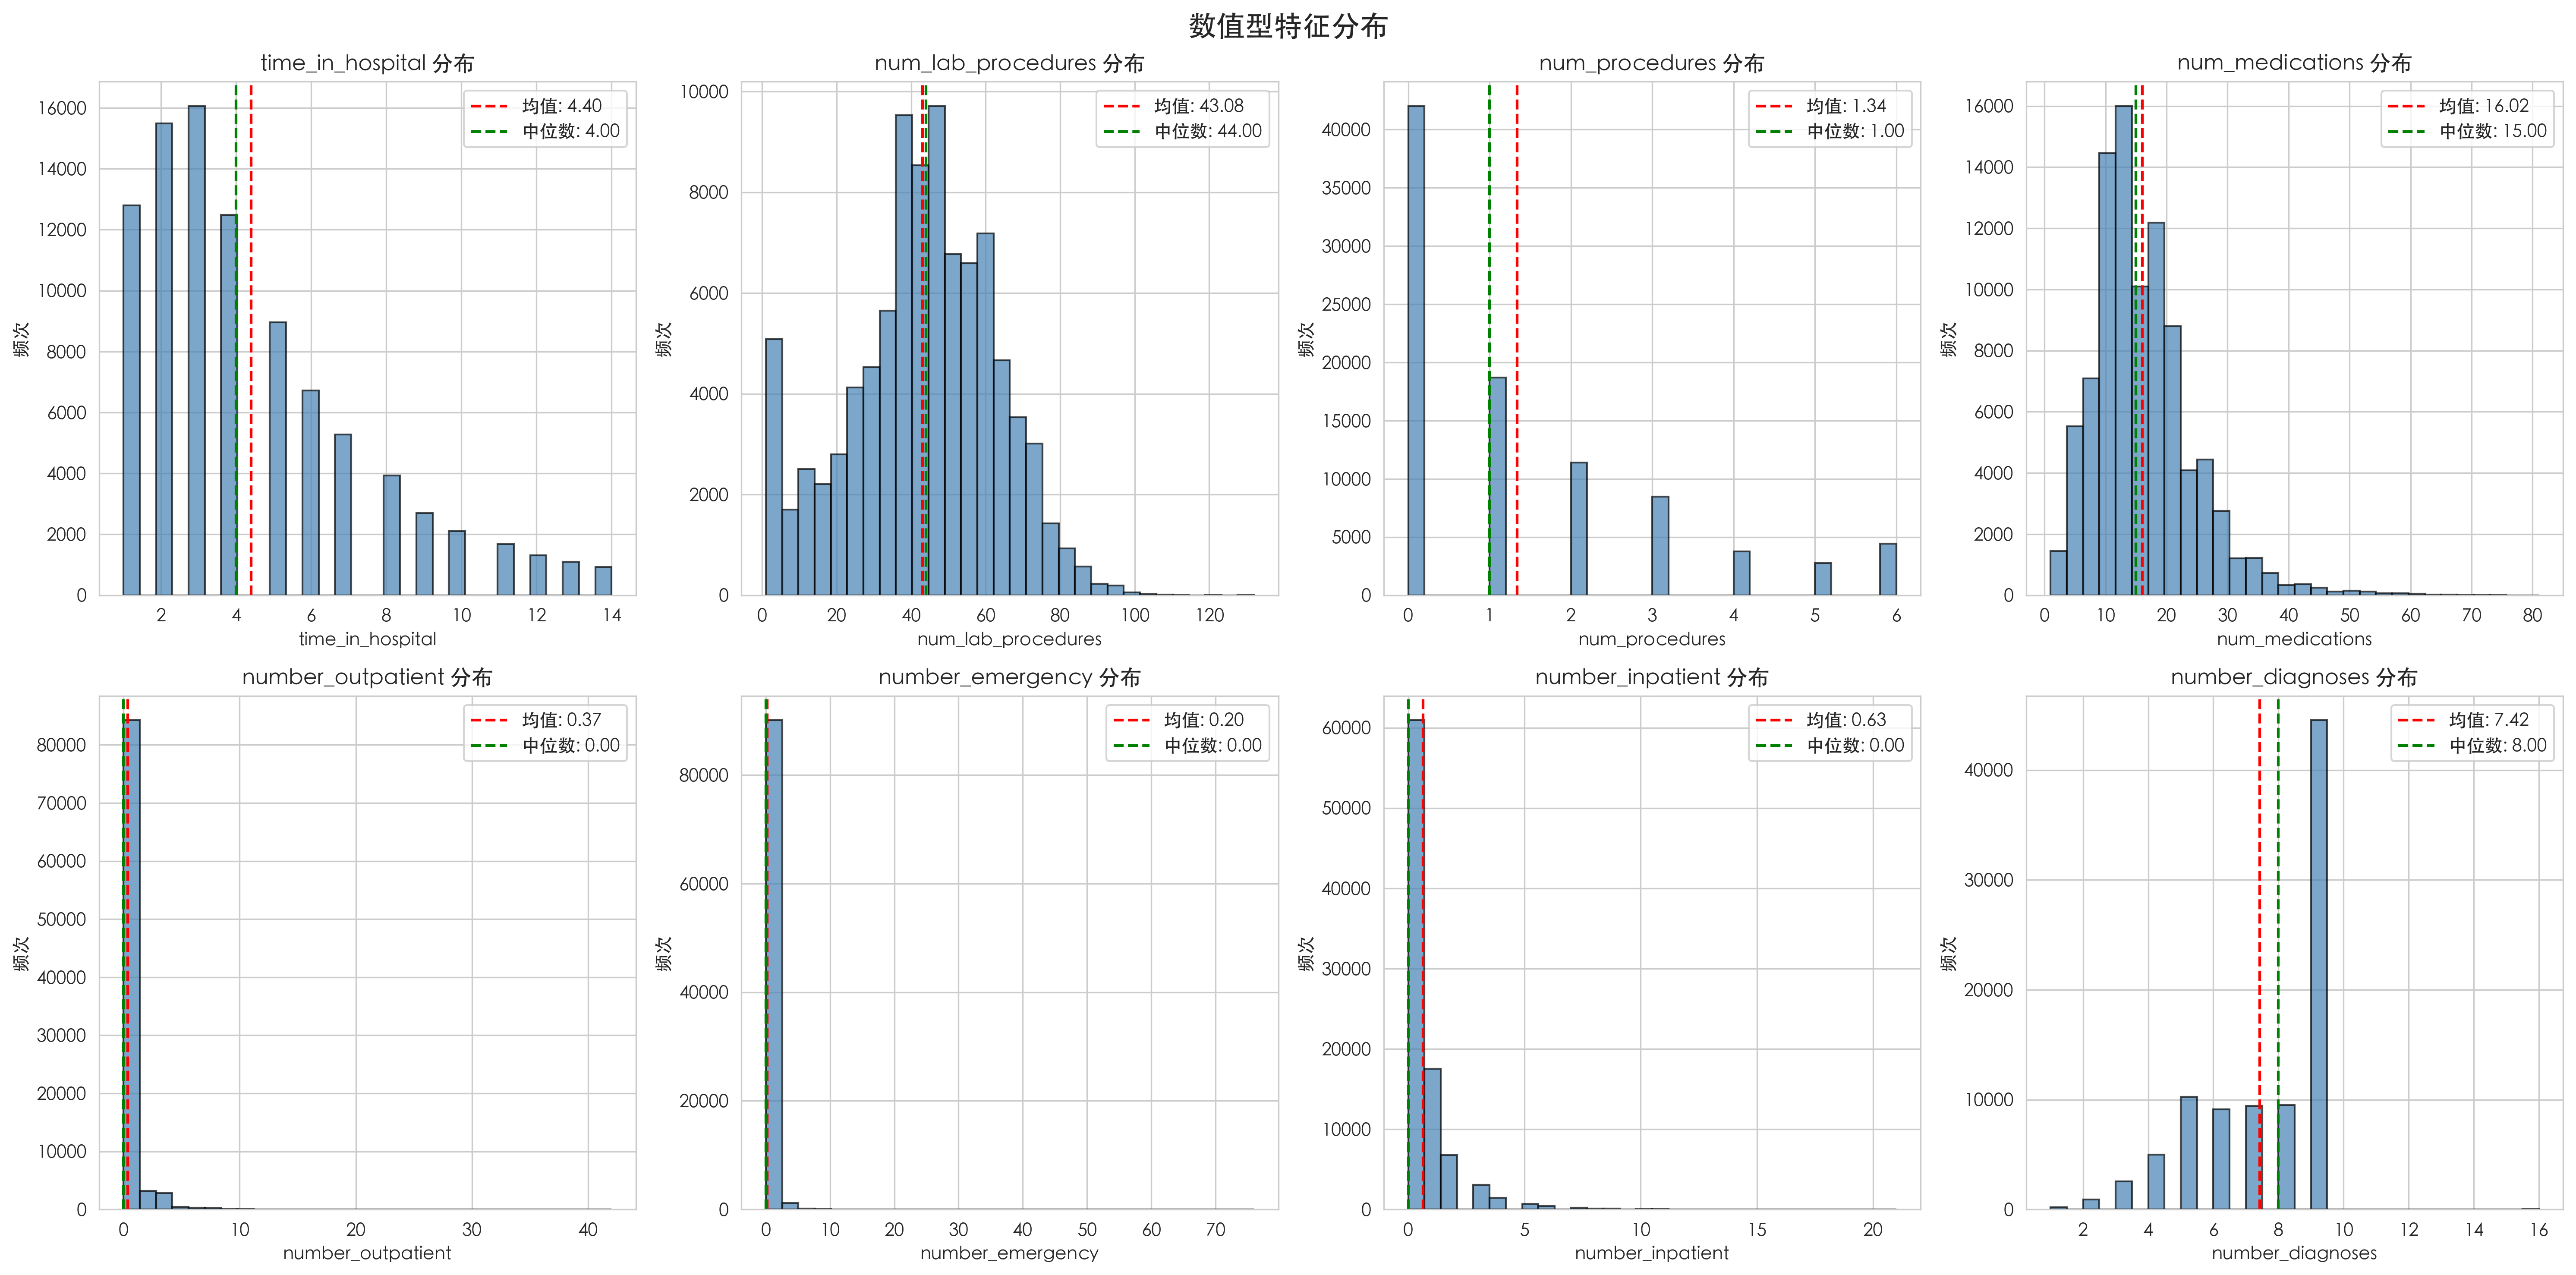 数值型特征分布
time_in_hospital 分布
均值: 4.40
中位数: 4.00
频次
16000
14000
12000
10000
8000
6000
4000
2000
0
2 4 6 8 10 12 14
time_in_hospital
num_lab_procedures 分布
均值: 43.08
中位数: 44.00
频次
10000
8000
6000
4000
2000
0
0 20 40 60 80 100 120
num_lab_procedures
num_procedures 分布
均值: 1.34
中位数: 1.00
频次
40000
35000
30000
25000
20000
15000
10000
5000
0
0 1 2 3 4 5 6
num_procedures
num_medications 分布
均值: 16.02
中位数: 15.00
频次
16000
14000
12000
10000
8000
6000
4000
2000
0
0 10 20 30 40 50 60 70 80
num_medications
number_outpatient 分布
均值: 0.37
中位数: 0.00
频次
80000
70000
60000
50000
40000
30000
20000
10000
0
0 10 20 30 40
number_outpatient
number_emergency 分布
均值: 0.20
中位数: 0.00
频次
80000
60000
40000
20000
0
0 10 20 30 40 50 60 70
number_emergency
number_inpatient 分布
均值: 0.63
中位数: 0.00
频次
60000
50000
40000
30000
20000
10000
0
0 5 10 15 20
number_inpatient
number_diagnoses 分布
均值: 7.42
中位数: 8.00
频次
40000
30000
20000
10000
0
2 4 6 8 10 12 14 16
number_diagnoses